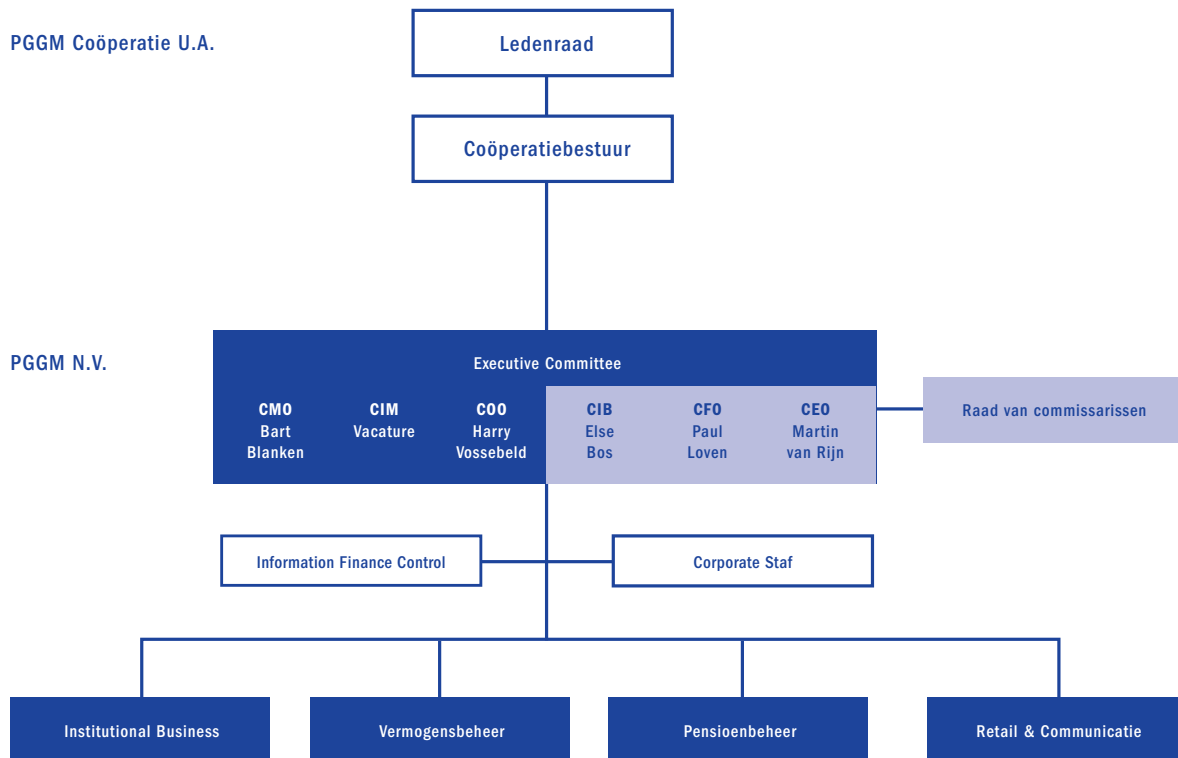 PGGM Coöperatie U.A.
Ledenraad
Coöperatiebestuur
PGGM N.V.
Executive Committee
CMO
Bart
Blanken
CIM
Vacature
COO
Harry
Vossebeld
CIB
Else
Bos
CFO
Paul
Loven
CEO
Martin
van Rijn
Raad van commissarissen
Information Finance Control
Corporate Staf
Institutional Business
Vermogensbeheer
Pensioenbeheer
Retail & Communicatie